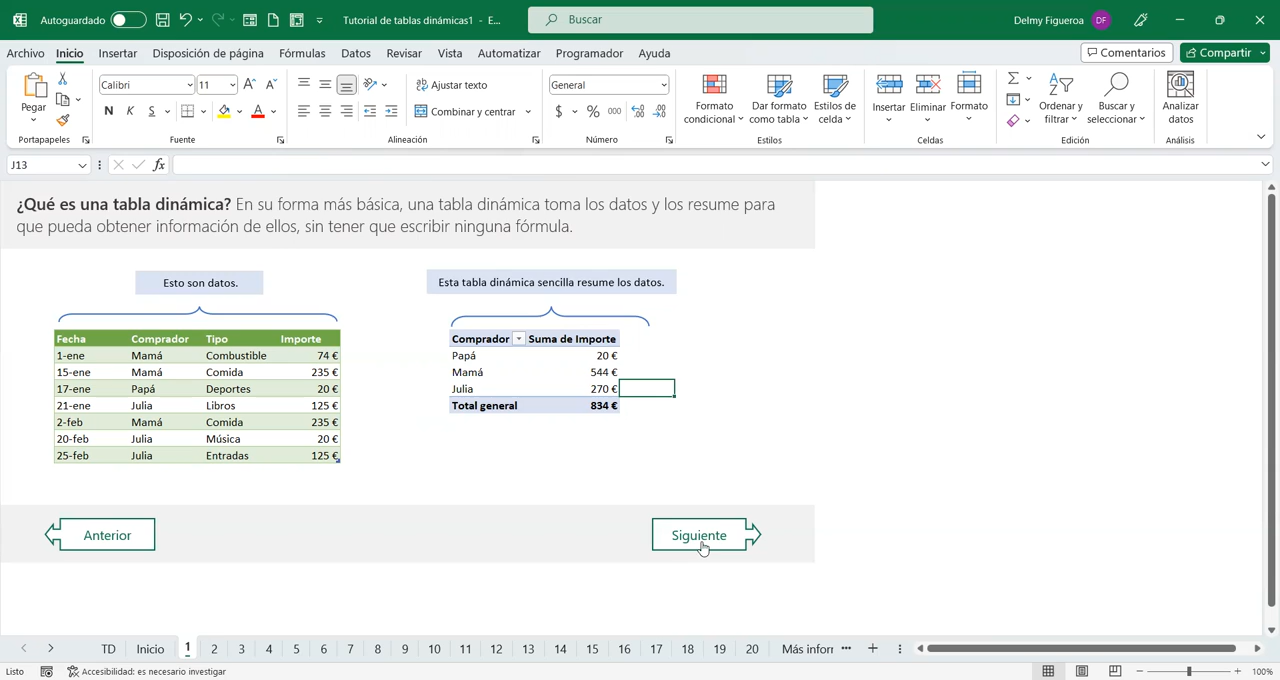 Autoguardado
Tutorial de tablas dinámicas1 - E...
Buscar
Delmy Figueroa DF
Archivo Inicio Insertar Disposición de página Fórmulas Datos Revisar Vista Automatizar Programador Ayuda
Comentarios Compartir
Pegar
Portapapeles
Calibri 11
N K S
Fuente
Ajustar texto
Combinar y centrar
Alineación
General
$ % 000
Número
Formato condicional
Dar formato como tabla
Estilos de celda
Estilos
Insertar Eliminar Formato
Celdas
Ordenar y filtrar
Buscar y seleccionar
Edición
Analizar datos
Análisis
J13 fx
¿Qué es una tabla dinámica? En su forma más básica, una tabla dinámica toma los datos y los resume para
que pueda obtener información de ellos, sin tener que escribir ninguna fórmula.
Esto son datos.
Fecha Comprador Tipo Importe
1-ene Mamá Combustible 74 €
15-ene Mamá Comida 235 €
17-ene Papá Deportes 20 €
21-ene Julia Libros 125 €
2-feb Mamá Comida 235 €
20-feb Julia Música 20 €
25-feb Julia Entradas 125 €
Esta tabla dinámica sencilla resume los datos.
Comprador Suma de Importe
Papá 20 €
Mamá 544 €
Julia 270 €
Total general 834 €
Anterior
Siguiente
TD Inicio 1 2 3 4 5 6 7 8 9 10 11 12 13 14 15 16 17 18 19 20 Más inforr ...
Listo Accesibilidad: es necesario investigar 100%